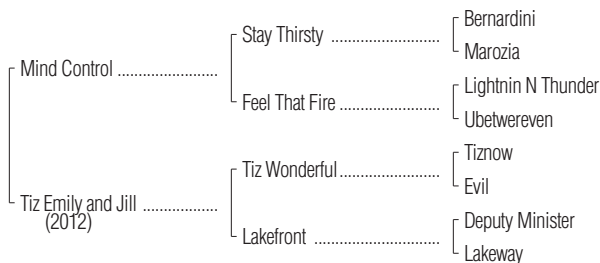 Bernardini
Stay Thirsty ........................
Marozia
Mind Control ......................
Lightnin N Thunder
Feel That Fire ......................
Ubetwereven
Tiznow
Tiz Wonderful ......................
Evil
Tiz Emily and Jill ................
(2012)
Deputy Minister
Lakefront ...........................
Lakeway